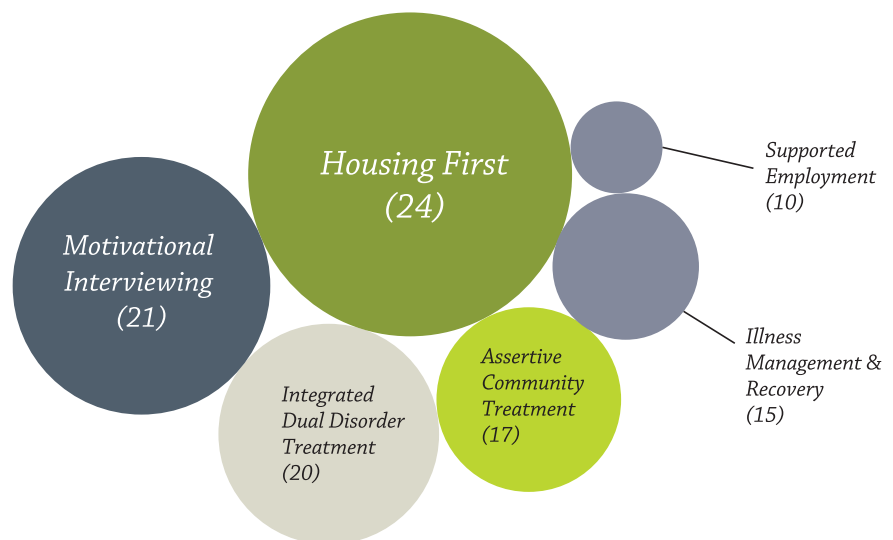 Housing First
(24)
Supported
Employment
(10)
Motivational
Interviewing
(21)
Illness
Management &
Recovery
(15)
Assertive
Community
Treatment
(17)
Integrated
Dual Disorder
Treatment
(20)